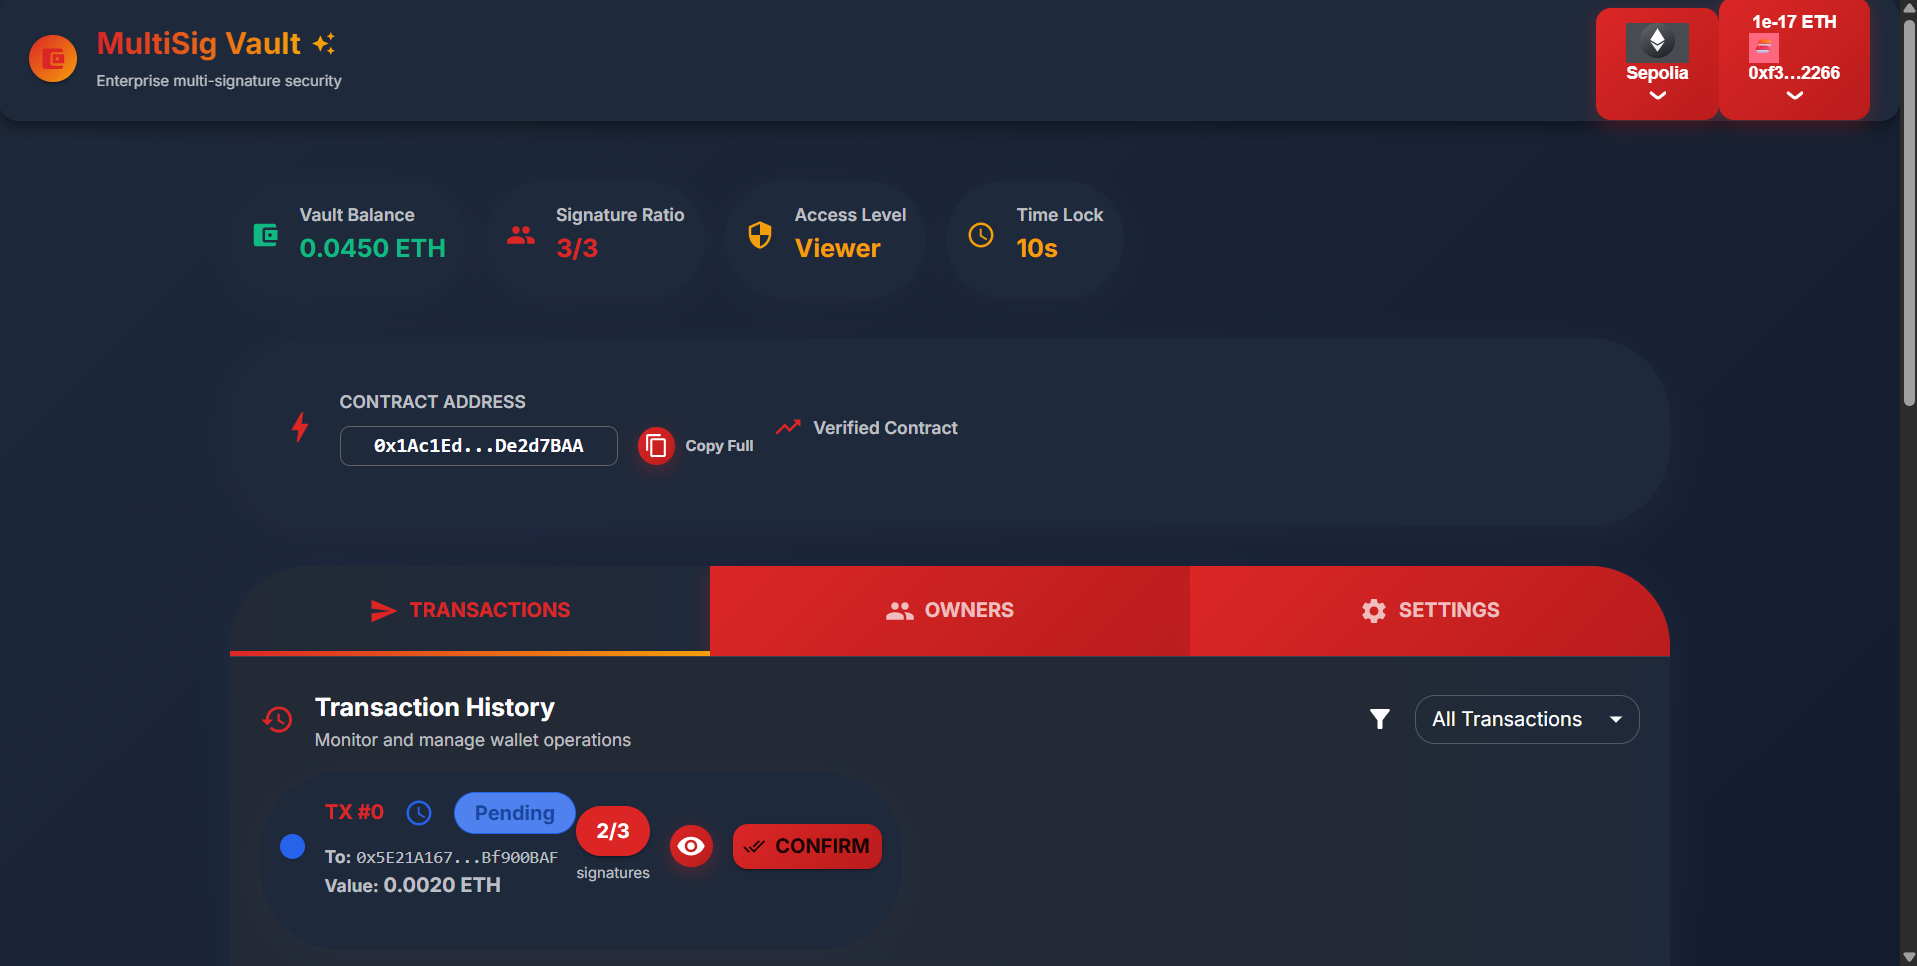 MultiSig Vault
Enterprise multi-signature security
Sepolia
1e-17 ETH
0xf3...2266
Vault Balance
0.0450 ETH
Signature Ratio
3/3
Access Level
Viewer
Time Lock
10s
CONTRACT ADDRESS
0x1Ac1Ed...De2d7BAA
Copy Full
Verified Contract
TRANSACTIONS
OWNERS
SETTINGS
Transaction History
Monitor and manage wallet operations
All Transactions
TX #0
Pending
To: 0x5E21A167...Bf900BAF
Value: 0.0020 ETH
2/3
signatures
CONFIRM